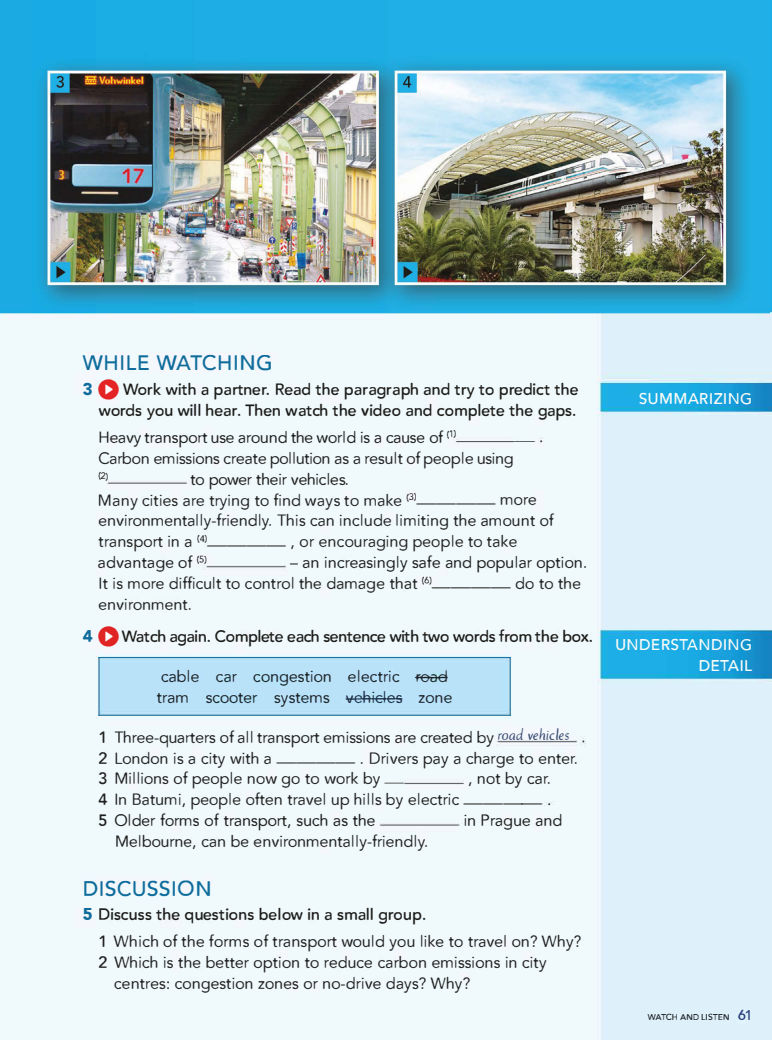 3
Vohwinkel
3
17
4
WHILE WATCHING
3 Work with a partner. Read the paragraph and try to predict the
words you will hear. Then watch the video and complete the gaps.
SUMMARIZING
Heavy transport use around the world is a cause of (1)__________ .
Carbon emissions create pollution as a result of people using
(2)__________ to power their vehicles.
Many cities are trying to find ways to make (3)__________ more
environmentally-friendly. This can include limiting the amount of
transport in a (4)__________ , or encouraging people to take
advantage of (5)__________ – an increasingly safe and popular option.
It is more difficult to control the damage that (6)__________ do to the
environment.
4 Watch again. Complete each sentence with two words from the box.
UNDERSTANDING
DETAIL
cable car congestion electric road
tram scooter systems vehicles zone
1 Three-quarters of all transport emissions are created by road vehicles .
2 London is a city with a __________ . Drivers pay a charge to enter.
3 Millions of people now go to work by __________ , not by car.
4 In Batumi, people often travel up hills by electric __________ .
5 Older forms of transport, such as the __________ in Prague and
Melbourne, can be environmentally-friendly.
DISCUSSION
5 Discuss the questions below in a small group.
1 Which of the forms of transport would you like to travel on? Why?
2 Which is the better option to reduce carbon emissions in city
centres: congestion zones or no-drive days? Why?
WATCH AND LISTEN 61